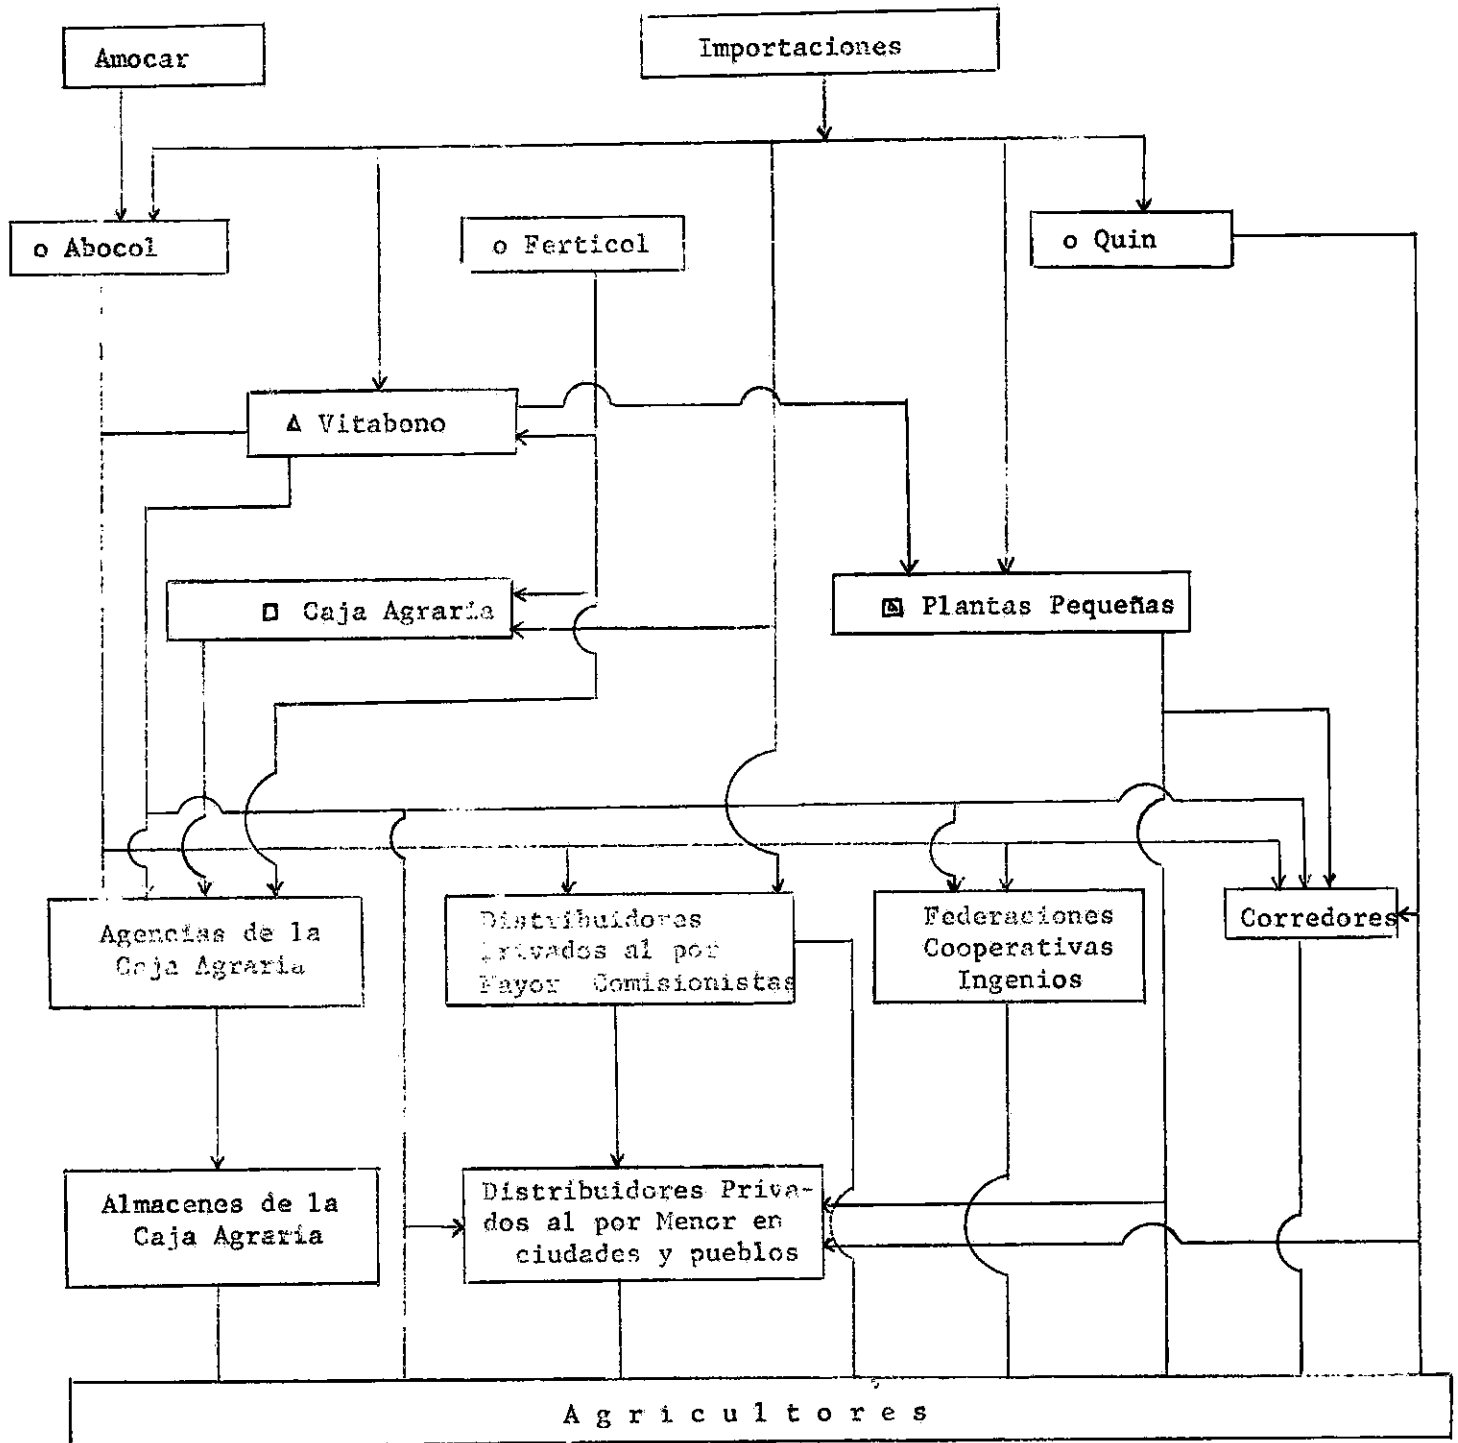 Amocar
Importaciones
o Abocol
o Ferticol
o Quin
Δ Vitabono
□ Caja Agraria
Plantas Pequeñas
Agencias de la
Caja Agraria
Distribuidores
Privados al por
Mayor Comisionistas
Federaciones
Cooperativas
Ingenios
Corredores
Almacenes de la
Caja Agraria
Distribuidores Priva-
dos al por Menor en
ciudades y pueblos
A g r i c u l t o r e s